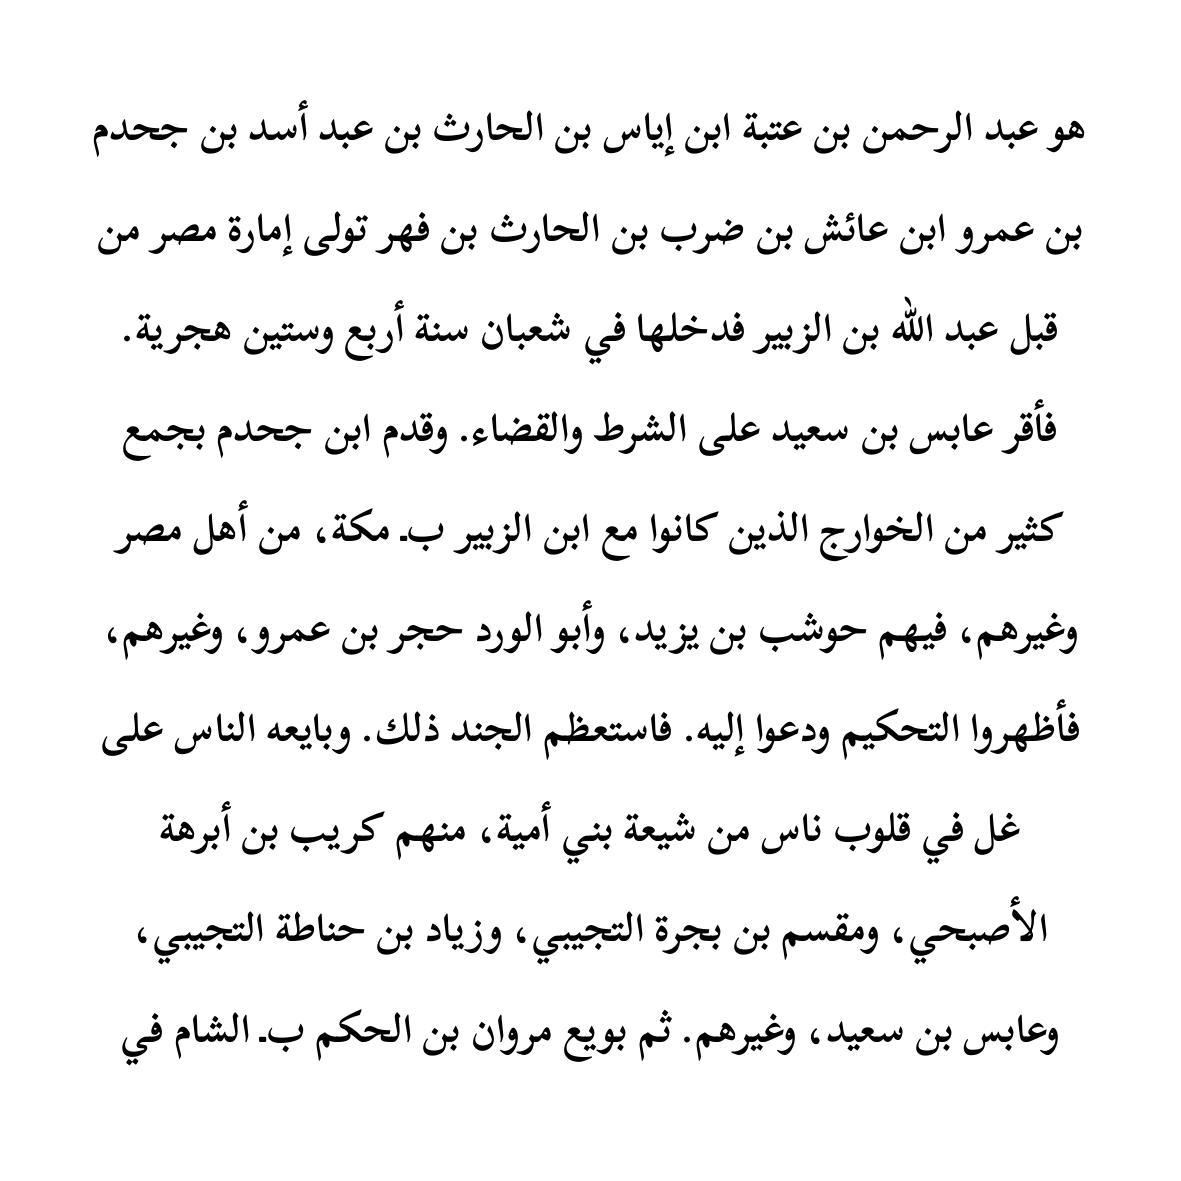 هو عبد الرحمن بن عتبة ابن إياس بن الحارث بن عبد أسد بن جحدم
بن عمرو ابن عائش بن ضرب بن الحارث بن فهر تولى إمارة مصر من
قبل عبد الله بن الزبير فدخلها في شعبان سنة أربع وستين هجرية.
فأقر عابس بن سعيد على الشرط والقضاء. وقدم ابن جحدم بجمع
كثير من الخوارج الذين كانوا مع ابن الزبير بـ مكة، من أهل مصر
وغيرهم، فيهم حوشب بن يزيد، وأبو الورد حجر بن عمرو، وغيرهم،
فأظهروا التحكيم ودعوا إليه. فاستعظم الجند ذلك. وبايعه الناس على
غل في قلوب ناس من شيعة بني أمية، منهم كريب بن أبرهة
الأصبحي، ومقسم بن بجرة التجيبي، وزياد بن حناطة التجيبي،
وعابس بن سعيد، وغيرهم. ثم بويع مروان بن الحكم بـ الشام في